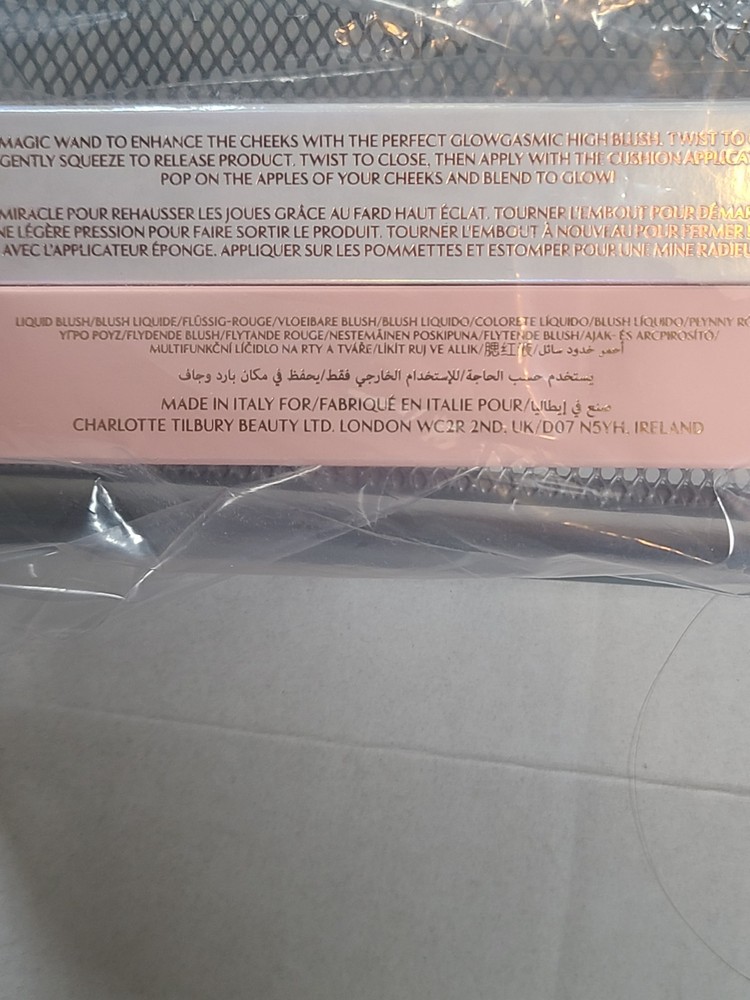 MAGIC WAND TO ENHANCE THE CHEEKS WITH THE PERFECT GLOWGASMIC HIGH BLUSH. TWIST TO
GENTLY SQUEEZE TO RELEASE PRODUCT. TWIST TO CLOSE, THEN APPLY WITH THE CUSHION APPLICA
POP ON THE APPLES OF YOUR CHEEKS AND BLEND TO GLOW!
MIRACLE POUR REHAUSSER LES JOUES GRÂCE AU FARD HAUT ÉCLAT. TOURNER L'EMBOUT POUR DÉMAR
NE LÉGÈRE PRESSION POUR FAIRE SORTIR LE PRODUIT. TOURNER L'EMBOUT À NOUVEAU POUR FERMER
AVEC L'APPLICATEUR ÉPONGE. APPLIQUER SUR LES POMMETTES ET ESTOMPER POUR UNE MINE RADIEU
LIQUID BLUSH/BLUSH LIQUIDE/FLÜSSIG-ROUGE/VLOEIBARE BLUSH/BLUSH LIQUIDO/COLORETE LÍQUIDO/BLUSH LÍQUIDO/PŁYNNY RÓ
ΥΓΡΟ ΡΟΥΖ/FLYDENDE BLUSH/FLYTANDE ROUGE/NESTEMÄINEN POSKIPUNA/FLYTENDE BLUSH/AJAK- ÉS ARCPIROSÍTÓ/
MULTIFUNKČNÍ LÍČIDLO NA RTY A TVÁŘE/LİKİT RUJ VE ALLIK/腮红液/أحمر خدود سائل
يستخدم حسب الحاجة/للإستخدام الخارجي فقط/يحفظ في مكان بارد وجاف
MADE IN ITALY FOR/FABRIQUÉ EN ITALIE POUR/صنع في إيطاليا
CHARLOTTE TILBURY BEAUTY LTD. LONDON WC2R 2ND. UK/D07 N5YH. IRELAND